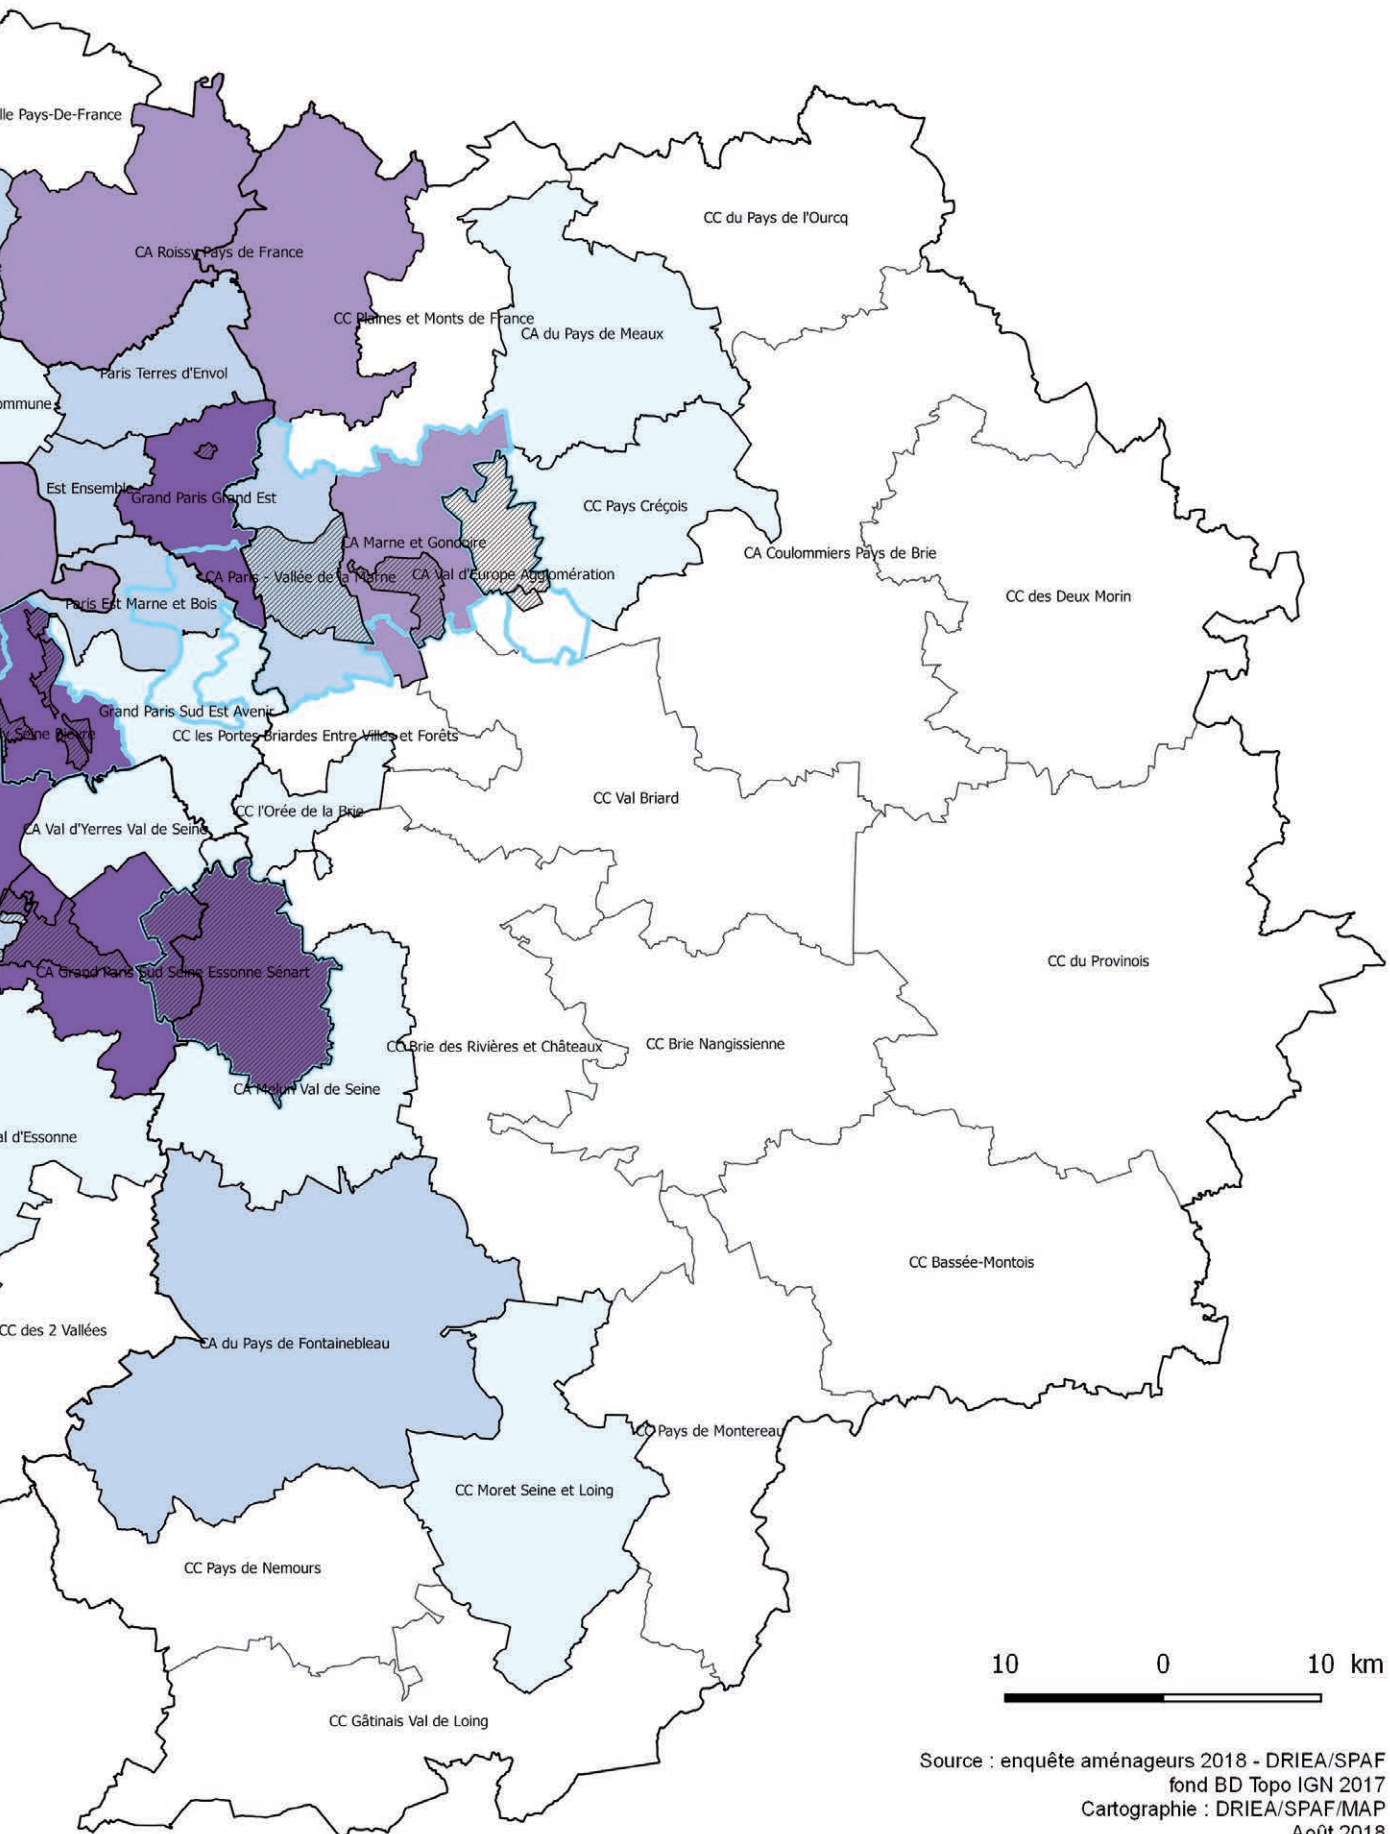 lle Pays-De-France
CC du Pays de l'Ourcq
CA Roissy Pays de France
CC Plaines et Monts de France
CA du Pays de Meaux
Paris Terres d'Envol
ommune
Est Ensemble
Grand Paris Grand Est
CC Pays Créçois
CA Marne et Gondoire
CA Coulommiers Pays de Brie
CA Paris - Vallée de la Marne
CA Val d'Europe Agglomération
CC des Deux Morin
Paris Est Marne et Bois
Grand Paris Sud Est Avenir
y Seine Bièvre
CC les Portes Briardes Entre Villes et Forêts
CC Val Briard
CC l'Orée de la Brie
CA Val d'Yerres Val de Seine
CC du Provinois
CA Grand Paris Sud Seine Essonne Sénart
CC Brie des Rivières et Châteaux
CC Brie Nangissienne
CA Melun Val de Seine
al d'Essonne
CC Bassée-Montois
CC des 2 Vallées
CA du Pays de Fontainebleau
CC Pays de Montereau
CC Moret Seine et Loing
CC Pays de Nemours
10 0 10 km
CC Gâtinais Val de Loing
Source : enquête aménageurs 2018 - DRIEA/SPAF
fond BD Topo IGN 2017
Cartographie : DRIEA/SPAF/MAP
Août 2018